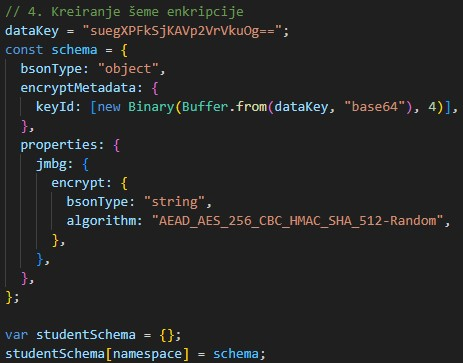 // 4. Kreiranje šeme enkripcije
dataKey = "suegXPFkSjKAVp2VrVkuOg==";
const schema = {
  bsonType: "object",
  encryptMetadata: {
    keyId: [new Binary(Buffer.from(dataKey, "base64"), 4)],
  },
  properties: {
    jmbg: {
      encrypt: {
        bsonType: "string",
        algorithm: "AEAD_AES_256_CBC_HMAC_SHA_512-Random",
      },
    },
  },
};

var studentSchema = {};
studentSchema[namespace] = schema;